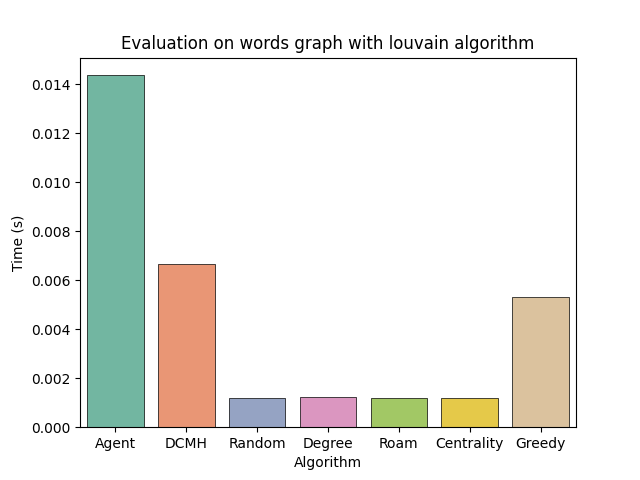 Evaluation on words graph with louvain algorithm
0.014
0.012
0.010
0.008
0.006
0.004
0.002
0.000
Time (s)
Agent DCMH Random Degree Roam Centrality Greedy
Algorithm